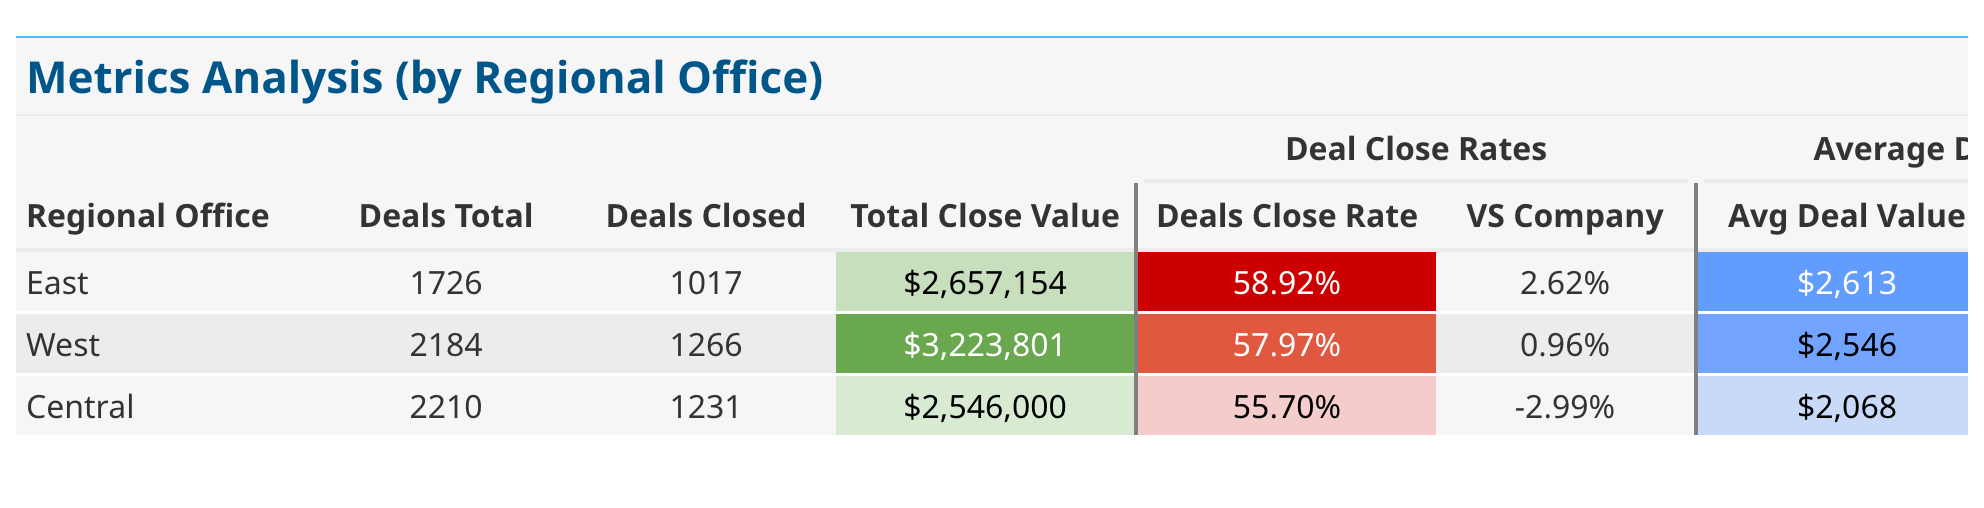 Metrics Analysis (by Regional Office)
Deal Close Rates Average
Regional Office Deals Total Deals Closed Total Close Value Deals Close Rate VS Company Avg Deal Value
East 1726 1017 $2,657,154 58.92% 2.62% $2,613
West 2184 1266 $3,223,801 57.97% 0.96% $2,546
Central 2210 1231 $2,546,000 55.70% -2.99% $2,068